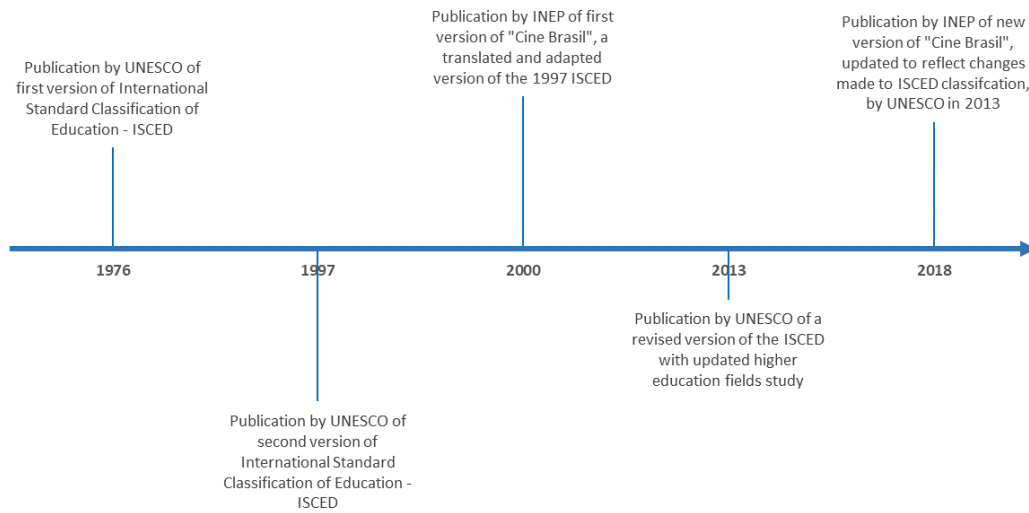 Publication by UNESCO of
first version of International
Standard Classification of
Education - ISCED
Publication by INEP of first
version of "Cine Brasil", a
translated and adapted
version of the 1997 ISCED
Publication by INEP of new
version of "Cine Brasil",
updated to reflect changes
made to ISCED classifcation,
by UNESCO in 2013
1976
1997
2000
2013
2018
Publication by UNESCO of
second version of
International Standard
Classification of Education -
ISCED
Publication by UNESCO of a
revised version of the ISCED
with updated higher
education fields study